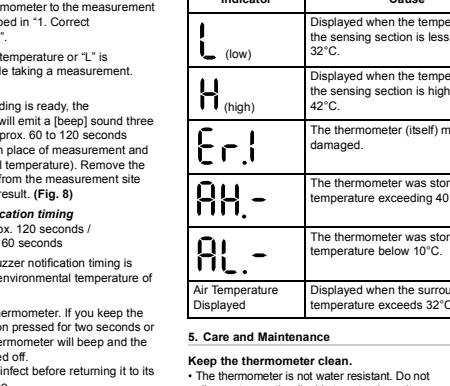 mometer to the measurement
bed in “1. Correct
”.
temperature or “L” is
le taking a measurement.
ding is ready, the
will emit a [beep] sound three
prox. 60 to 120 seconds
n place of measurement and
l temperature). Remove the
from the measurement site
result. (Fig. 8)
cation timing
ox. 120 seconds /
60 seconds
uzzer notification timing is
environmental temperature of
ermometer. If you keep the
on pressed for two seconds or
ermometer will beep and the
ed off.
infect before returning it to its
Indicator Cause
L (low)
Displayed when the tempe
the sensing section is less
32°C.
H (high)
Displayed when the tempe
the sensing section is high
42°C.
Er.1
The thermometer (itself) m
damaged.
AH.-
The thermometer was stor
temperature exceeding 40
AL.-
The thermometer was stor
temperature below 10°C.
Air Temperature
Displayed
Displayed when the surrou
temperature exceeds 32°C
5. Care and Maintenance
Keep the thermometer clean.
• The thermometer is not water resistant. Do not